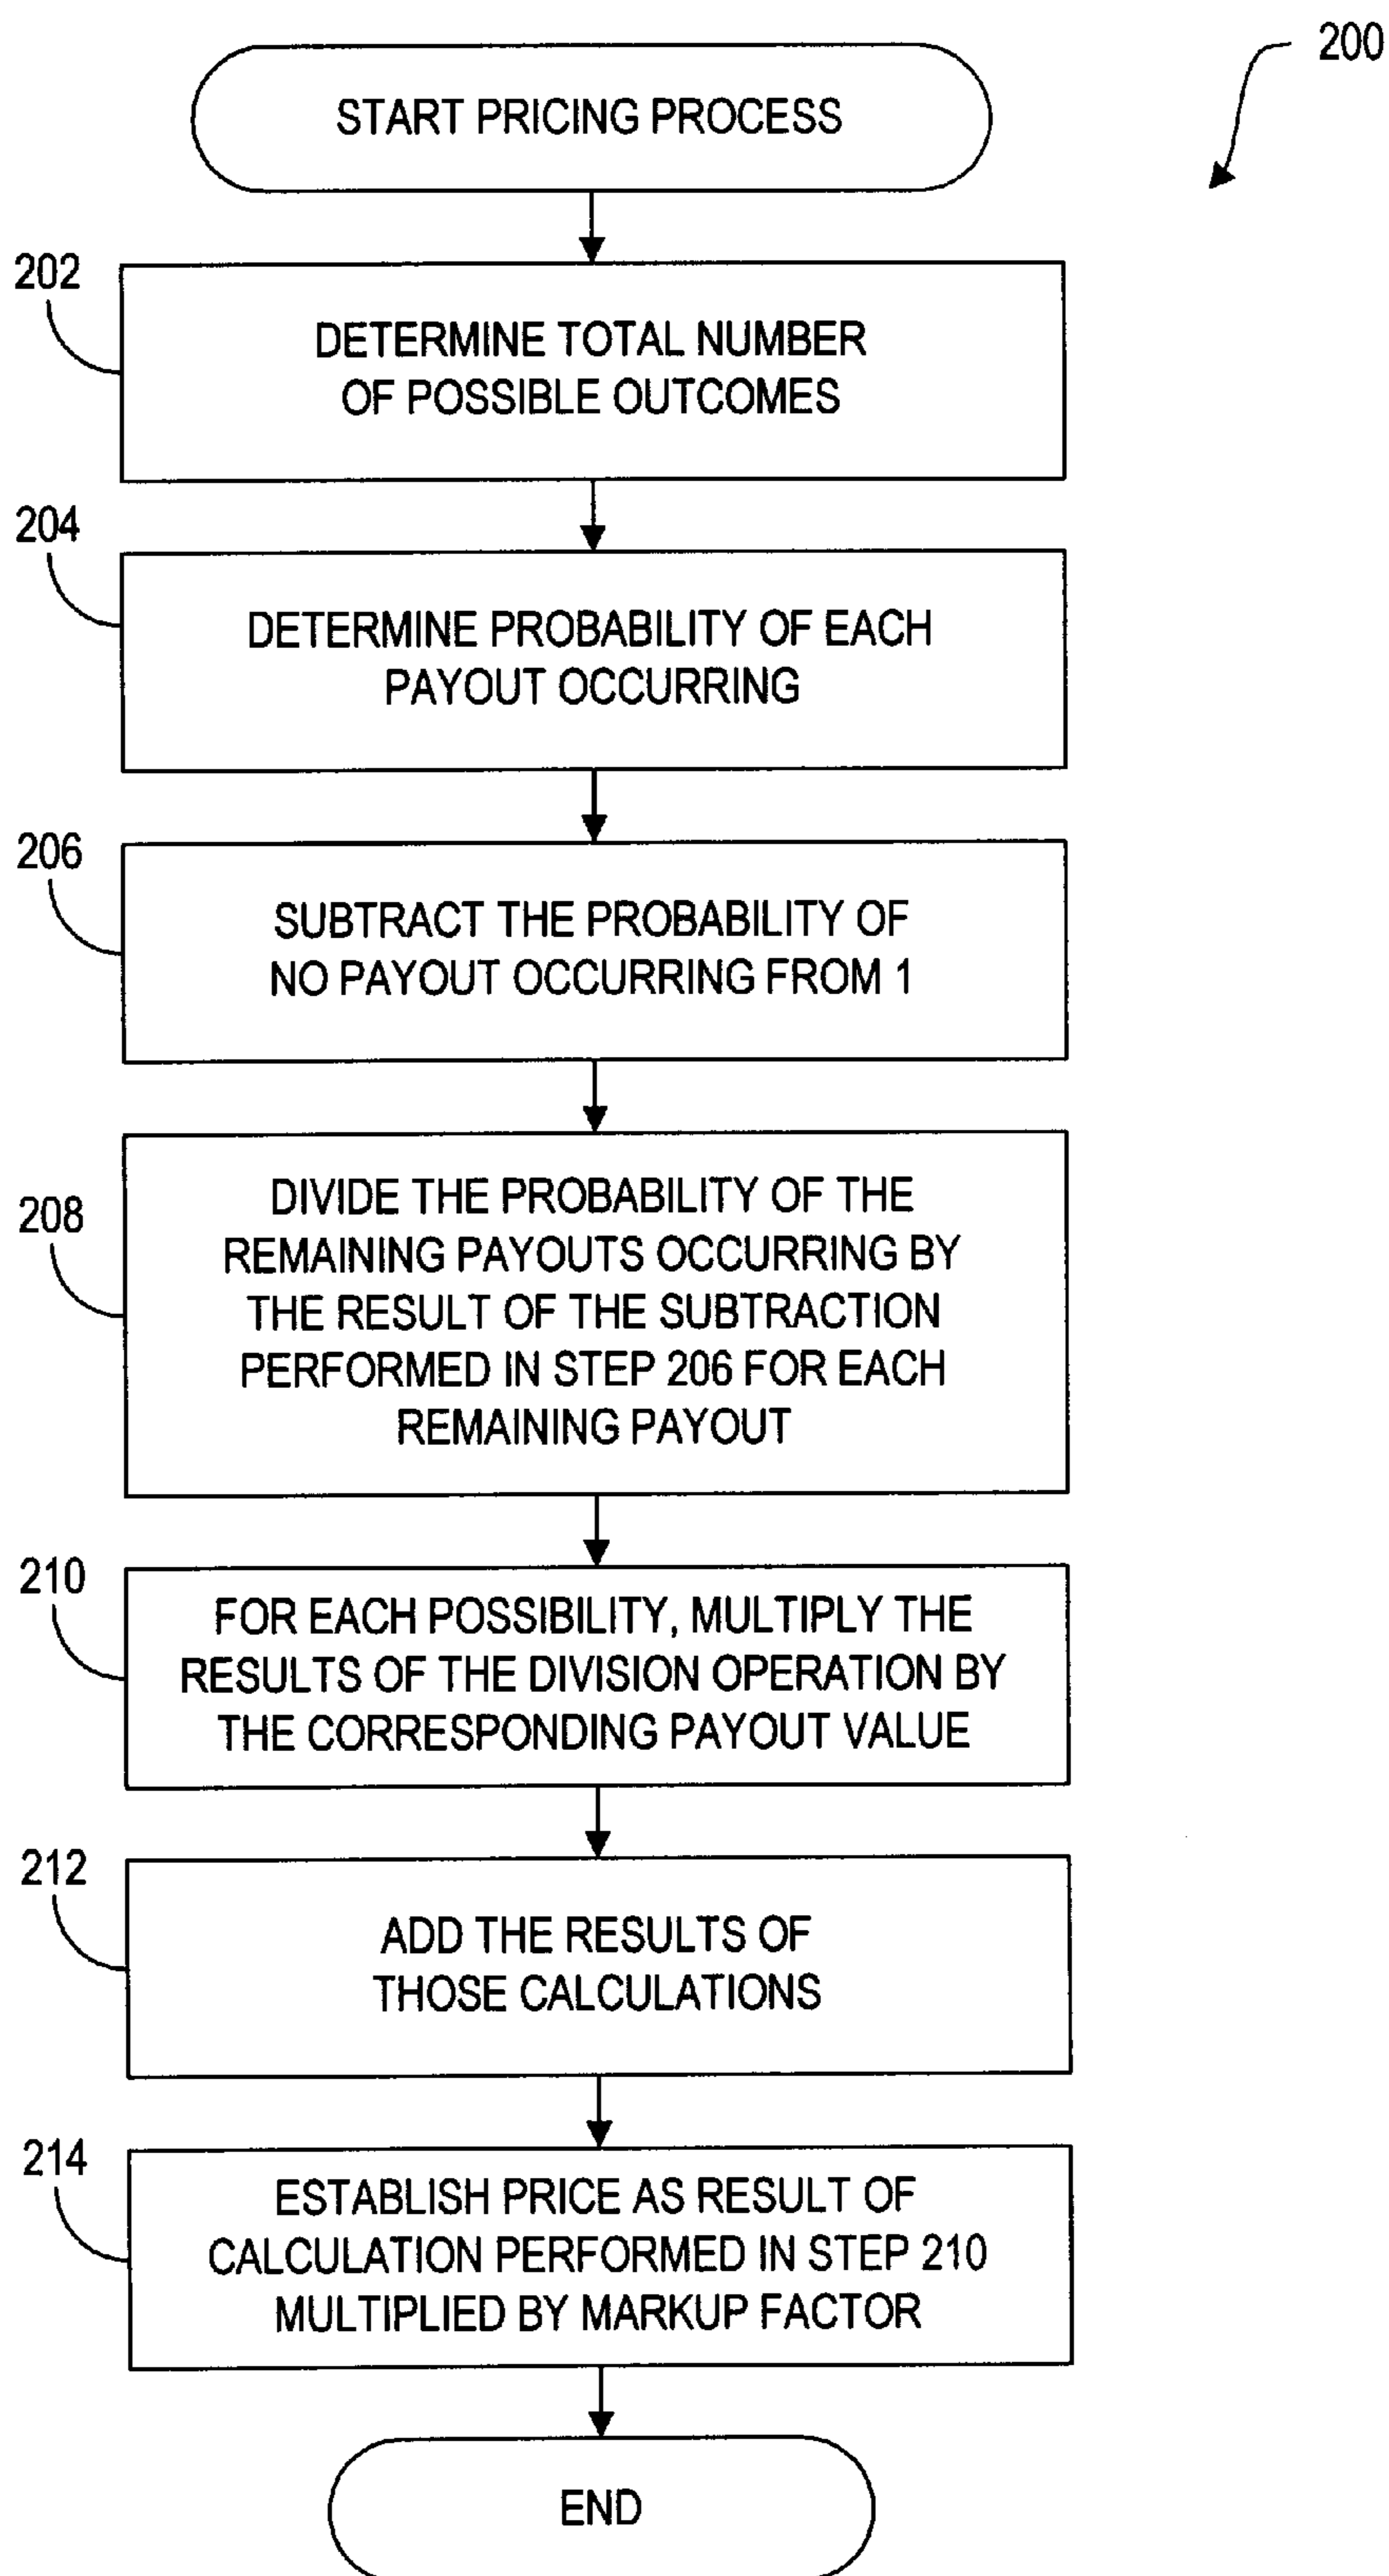 200
START PRICING PROCESS
202
DETERMINE TOTAL NUMBER
OF POSSIBLE OUTCOMES
204
DETERMINE PROBABILITY OF EACH
PAYOUT OCCURRING
206
SUBTRACT THE PROBABILITY OF
NO PAYOUT OCCURRING FROM 1
208
DIVIDE THE PROBABILITY OF THE
REMAINING PAYOUTS OCCURRING BY
THE RESULT OF THE SUBTRACTION
PERFORMED IN STEP 206 FOR EACH
REMAINING PAYOUT
210
FOR EACH POSSIBILITY, MULTIPLY THE
RESULTS OF THE DIVISION OPERATION BY
THE CORRESPONDING PAYOUT VALUE
212
ADD THE RESULTS OF
THOSE CALCULATIONS
214
ESTABLISH PRICE AS RESULT OF
CALCULATION PERFORMED IN STEP 210
MULTIPLIED BY MARKUP FACTOR
END